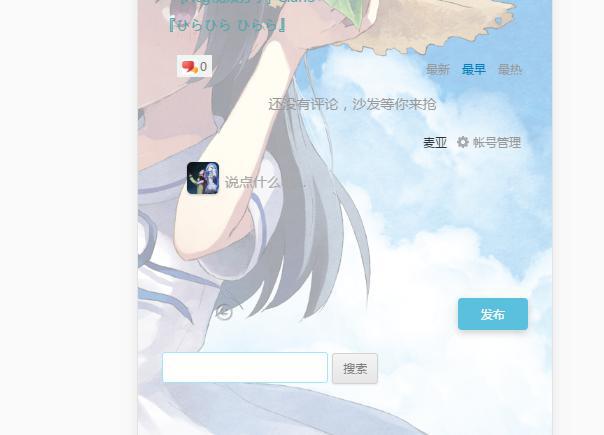 『ひらひら ひらら』
0
最新 最早 最热
还没有评论，沙发等你来抢
麦亚 帐号管理
说点什么
发布
搜索